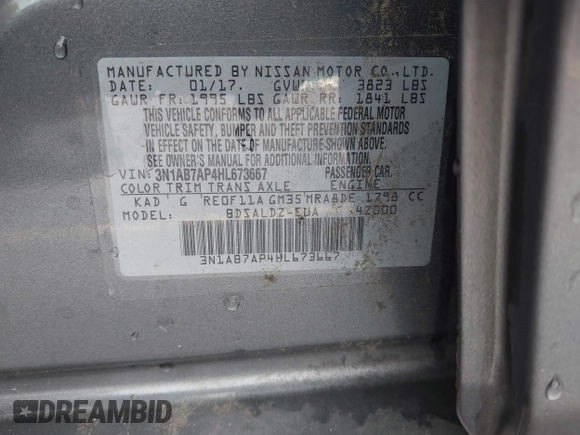 MANUFACTURED BY NISSAN MOTOR CO., LTD.
DATE: 01/17. GVWR: 3823 LBS
GAWR FR: 1995 LBS GAWR RR: 1841 LBS
THIS VEHICLE CONFORMS TO ALL APPLICABLE FEDERAL MOTOR
VEHICLE SAFETY, BUMPER AND THEFT PREVENTION STANDARDS
IN EFFECT ON THE DATE OF MANUFACTURE SHOWN ABOVE.
SEE OWNER'S MANUAL FOR ADDITIONAL INFORMATION.
VIN: 3N1AB7AP4HL673667 PASSENGER CAR.
COLOR TRIM TRANS AXLE ENGINE
KAD G RE0F11A GM35 MRA8DE 1798 CC
BDSALDZ-EUA 42000
3N1AB7AP4HL673667
DREAMBID